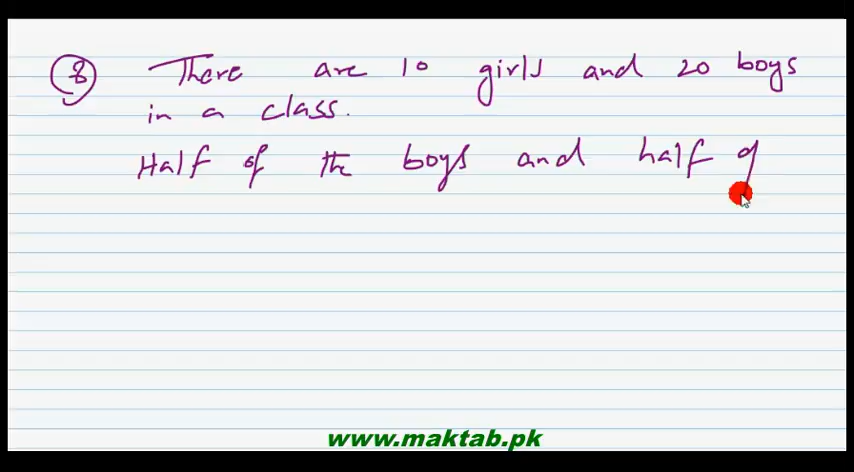 8 There are 10 girls and 20 boys
in a class.
Half of the boys and half of
www.maktab.pk